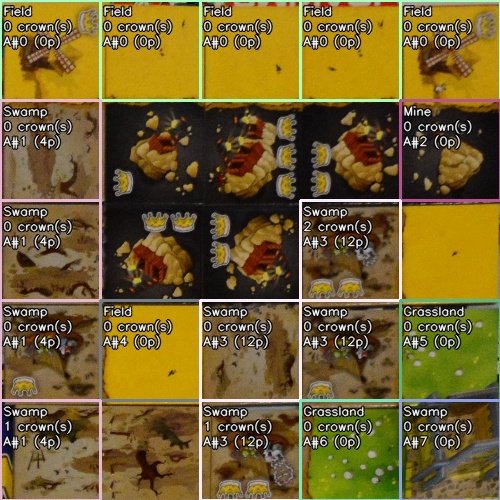 Field
0 crown(s)
A#0 (0p)
Field
0 crown(s)
A#0 (0p)
Field
0 crown(s)
A#0 (0p)
Field
0 crown(s)
A#0 (0p)
Field
0 crown(s)
A#0 (0p)
Swamp
0 crown(s)
A#1 (4p)
Mine
0 crown(s)
A#2 (0p)
Swamp
0 crown(s)
A#1 (4p)
Swamp
2 crown(s)
A#3 (12p)
Swamp
0 crown(s)
A#1 (4p)
Field
0 crown(s)
A#4 (0p)
Swamp
0 crown(s)
A#3 (12p)
Swamp
0 crown(s)
A#3 (12p)
Grassland
0 crown(s)
A#5 (0p)
Swamp
1 crown(s)
A#1 (4p)
Swamp
1 crown(s)
A#3 (12p)
Grassland
0 crown(s)
A#6 (0p)
Swamp
0 crown(s)
A#7 (0p)